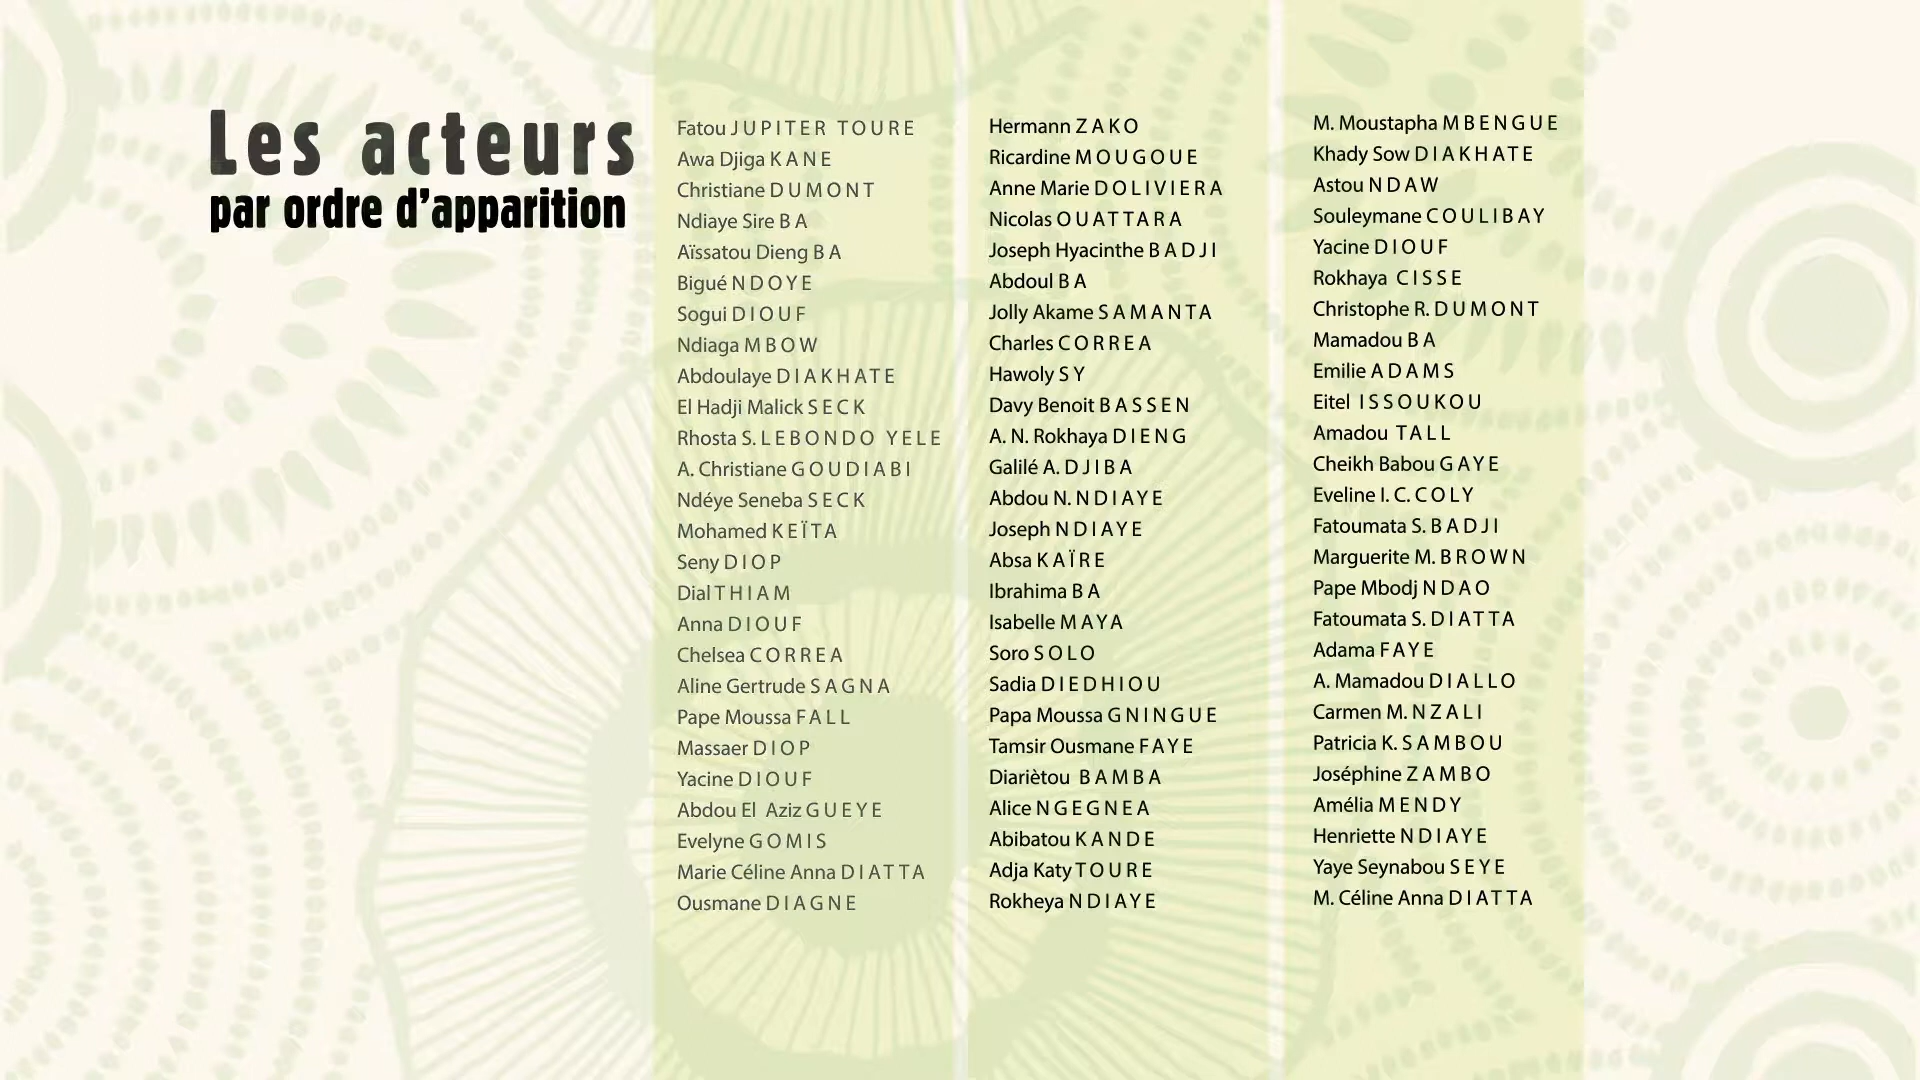 Les acteurs
par ordre d'apparition
Fatou JUPITER TOURE
Awa Djiga KANE
Christiane DUMONT
Ndiaye Sire BA
Aïssatou Dieng BA
Bigué NDOYE
Sogui DIOUF
Ndiaga MBOW
Abdoulaye DIAKHATE
El Hadji Malick SECK
Rhosta S. LEBONDO YELE
A. Christiane GOUDIABI
Ndéye Seneba SECK
Mohamed KEÏTA
Seny DIOP
Dial THIAM
Anna DIOUF
Chelsea CORREA
Aline Gertrude SAGNA
Pape Moussa FALL
Massaer DIOP
Yacine DIOUF
Abdou El Aziz GUEYE
Evelyne GOMIS
Marie Céline Anna DIATTA
Ousmane DIAGNE
Hermann ZAKO
Ricardine MOUGOUE
Anne Marie DOLIVIERA
Nicolas OUATTARA
Joseph Hyacinthe BADJI
Abdoul BA
Jolly Akame SAMANTA
Charles CORREA
Hawoly SY
Davy Benoit BASSEN
A. N. Rokhaya DIENG
Galilé A. DJIBA
Abdou N. NDIAYE
Joseph NDIAYE
Absa KAÏRE
Ibrahima BA
Isabelle MAYA
Soro SOLO
Sadia DIEDHIOU
Papa Moussa GNINGUE
Tamsir Ousmane FAYE
Diariètou BAMBA
Alice NGEGNEA
Abibatou KANDE
Adja Katy TOURE
Rokheya NDIAYE
M. Moustapha MBENGUE
Khady Sow DIAKHATE
Astou NDAW
Souleymane COULIBAY
Yacine DIOUF
Rokhaya CISSE
Christophe R. DUMONT
Mamadou BA
Emilie ADAMS
Eitel ISSOUKOU
Amadou TALL
Cheikh Babou GAYE
Eveline I. C. COLY
Fatoumata S. BADJI
Marguerite M. BROWN
Pape Mbodj NDAO
Fatoumata S. DIATTA
Adama FAYE
A. Mamadou DIALLO
Carmen M. NZALI
Patricia K. SAMBOU
Joséphine ZAMBO
Amélia MENDY
Henriette NDIAYE
Yaye Seynabou SEYE
M. Céline Anna DIATTA